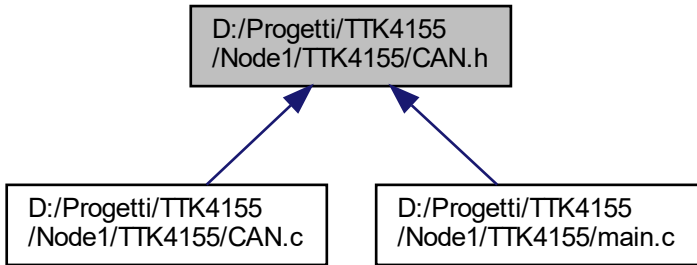 D:/Progetti/TTK4155
/Node1/TTK4155/CAN.h
D:/Progetti/TTK4155
/Node1/TTK4155/CAN.c
D:/Progetti/TTK4155
/Node1/TTK4155/main.c